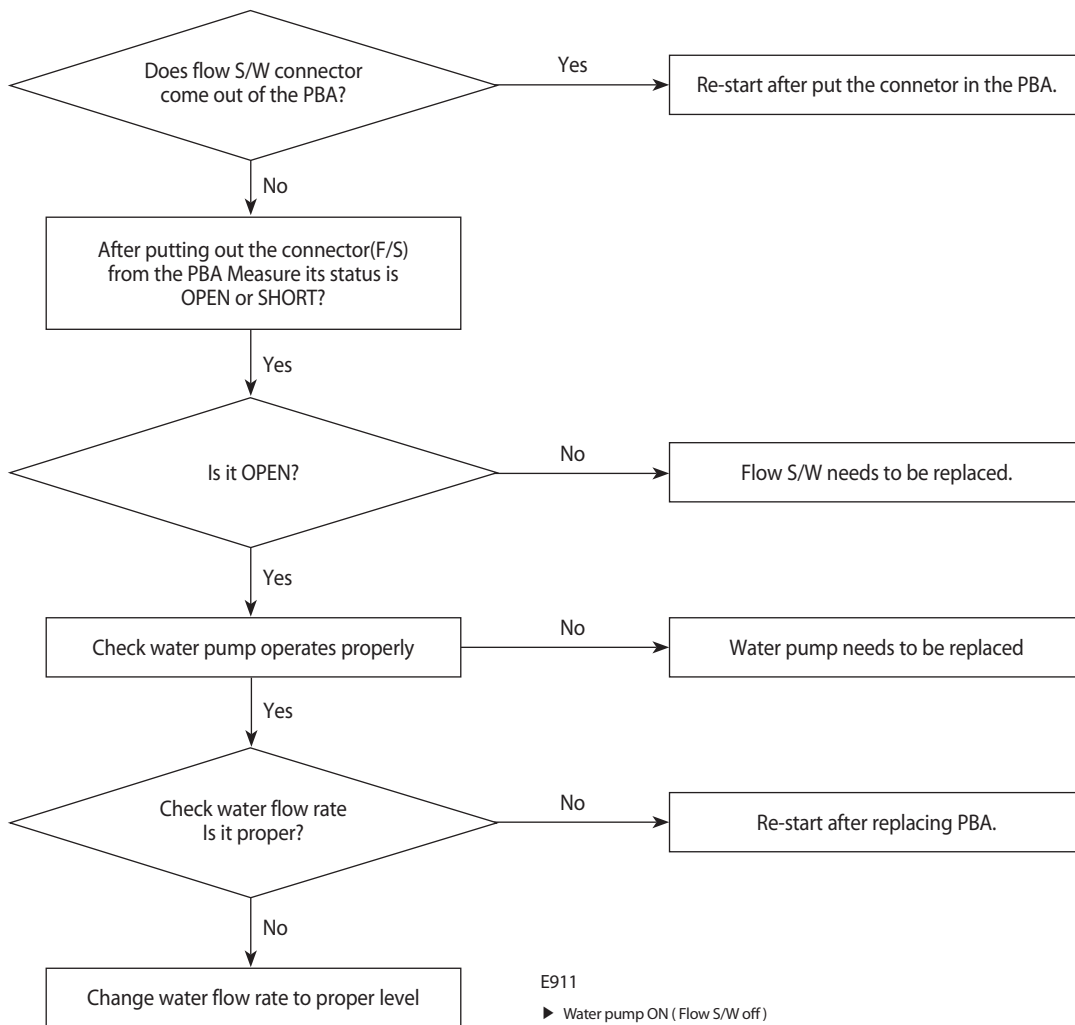 Does flow S/W connector
come out of the PBA?
Yes
Re-start after put the connetor in the PBA.
No
After putting out the connector(F/S)
from the PBA Measure its status is
OPEN or SHORT?
Yes
Is it OPEN?
No
Flow S/W needs to be replaced.
Yes
Check water pump operates properly
No
Water pump needs to be replaced
Yes
Check water flow rate
Is it proper?
No
Re-start after replacing PBA.
No
Change water flow rate to proper level
E911
▶ Water pump ON ( Flow S/W off )